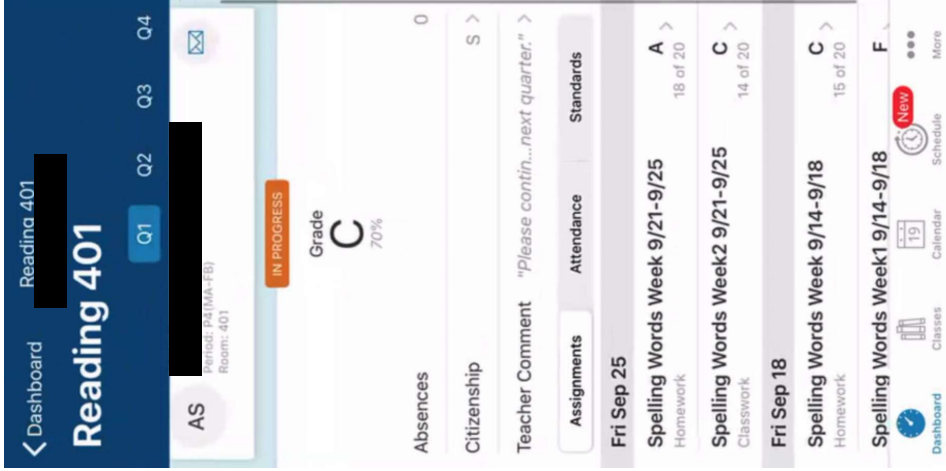 Dashboard
Reading 401
Reading 401
Q1
Q2
Q3
Q4
AS
Period: P4(MA-FB)
Room: 401
IN PROGRESS
Grade
C
70%
Absences 0
Citizenship S
Teacher Comment "Please contin...next quarter."
Assignments
Attendance
Standards
Fri Sep 25
Spelling Words Week 9/21-9/25 A
Homework 18 of 20
Spelling Words Week2 9/21-9/25 C
Classwork 14 of 20
Fri Sep 18
Spelling Words Week 9/14-9/18 C
Homework 15 of 20
Spelling Words Week1 9/14-9/18 F
New
19
Dashboard
Classes
Calendar
Schedule
More